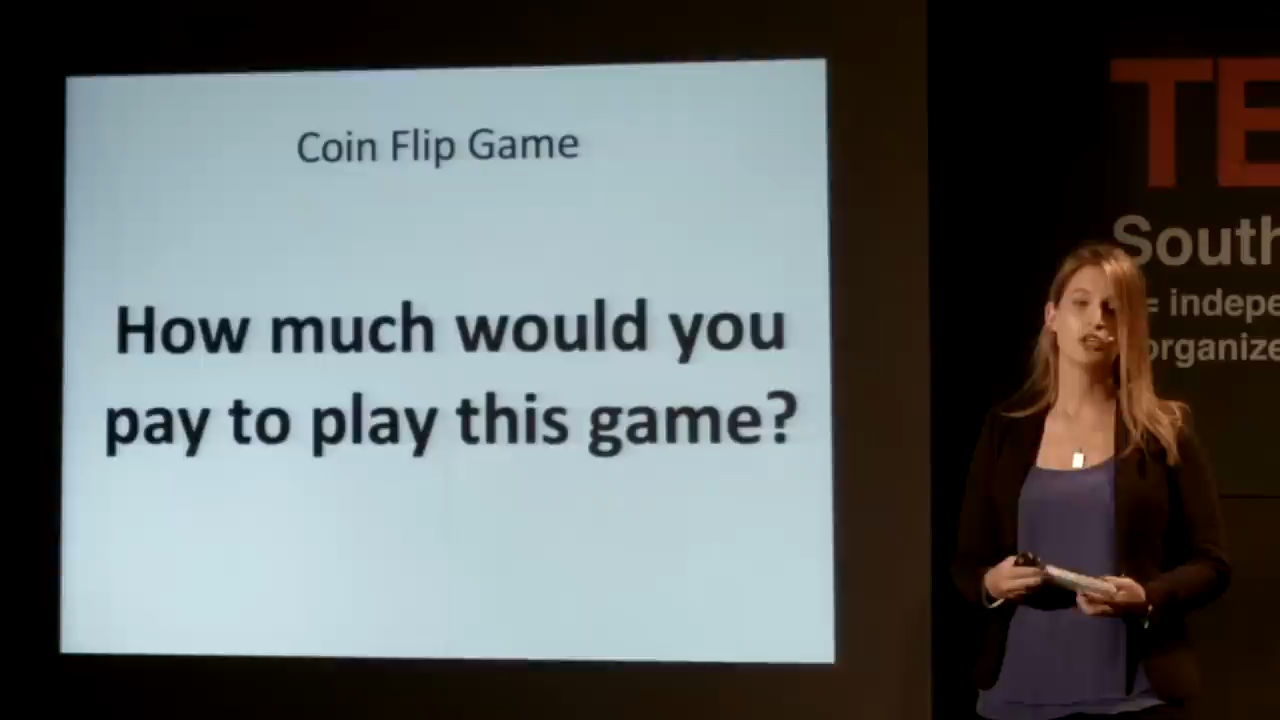 Coin Flip Game
How much would you
pay to play this game?
TE
South
= indepe
organize